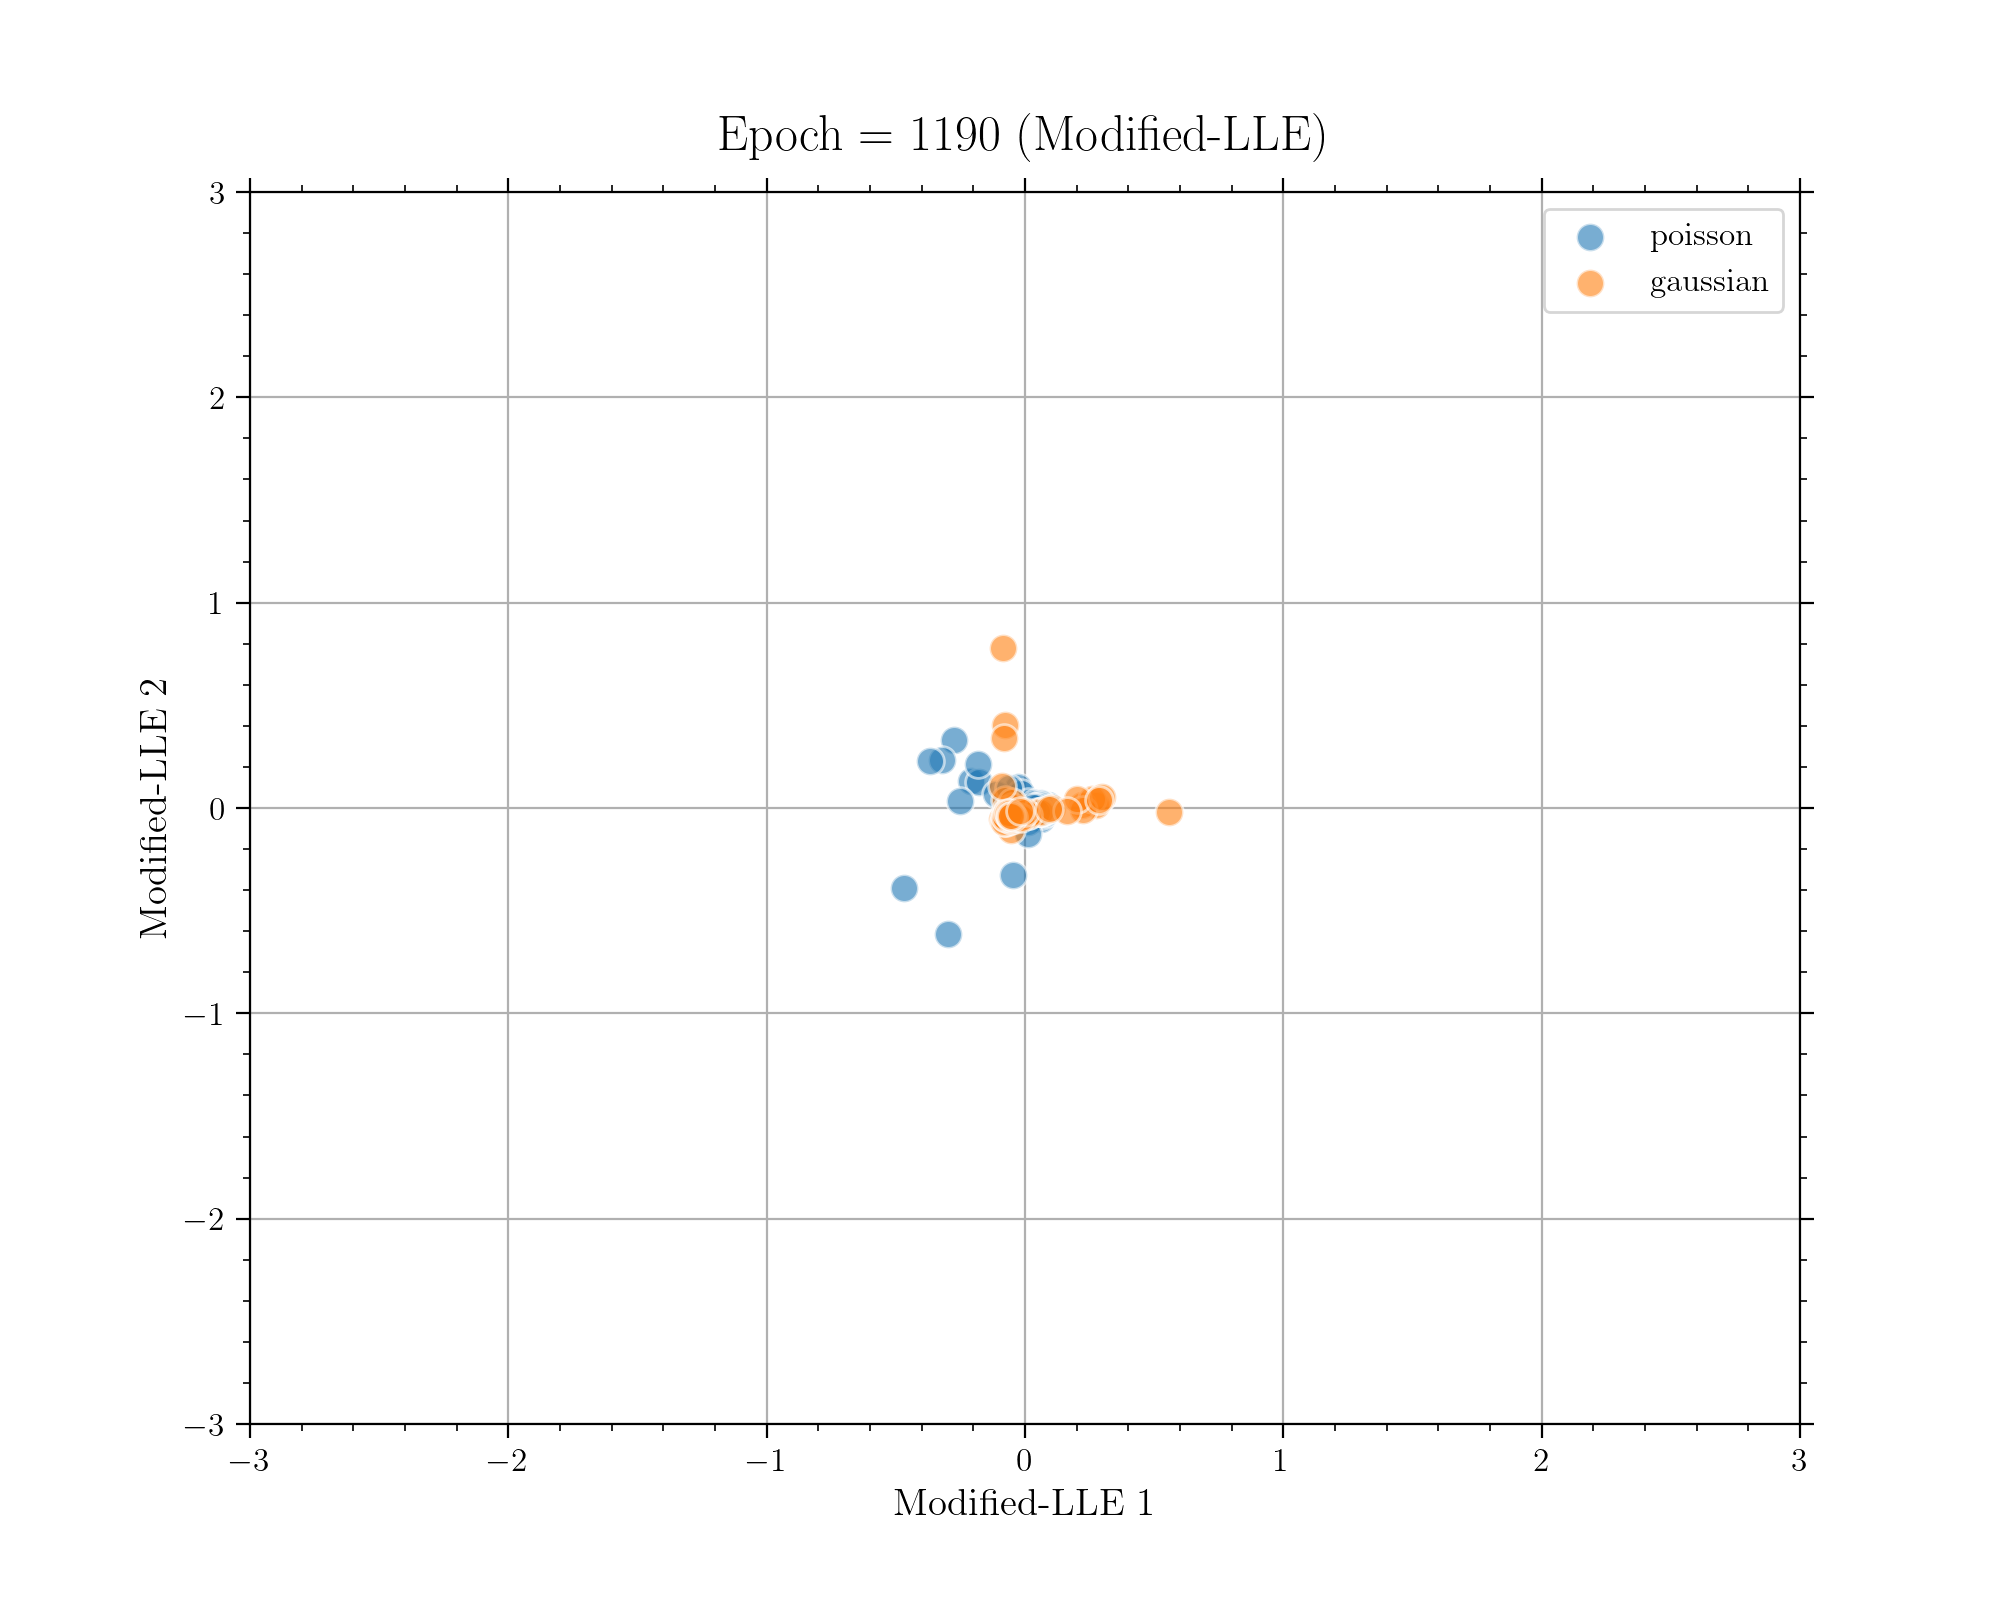 Epoch = 1190 (Modified-LLE)
poisson
gaussian
3
2
1
0
−1
−2
−3
Modified-LLE 2
−3
−2
−1
0
1
2
3
Modified-LLE 1